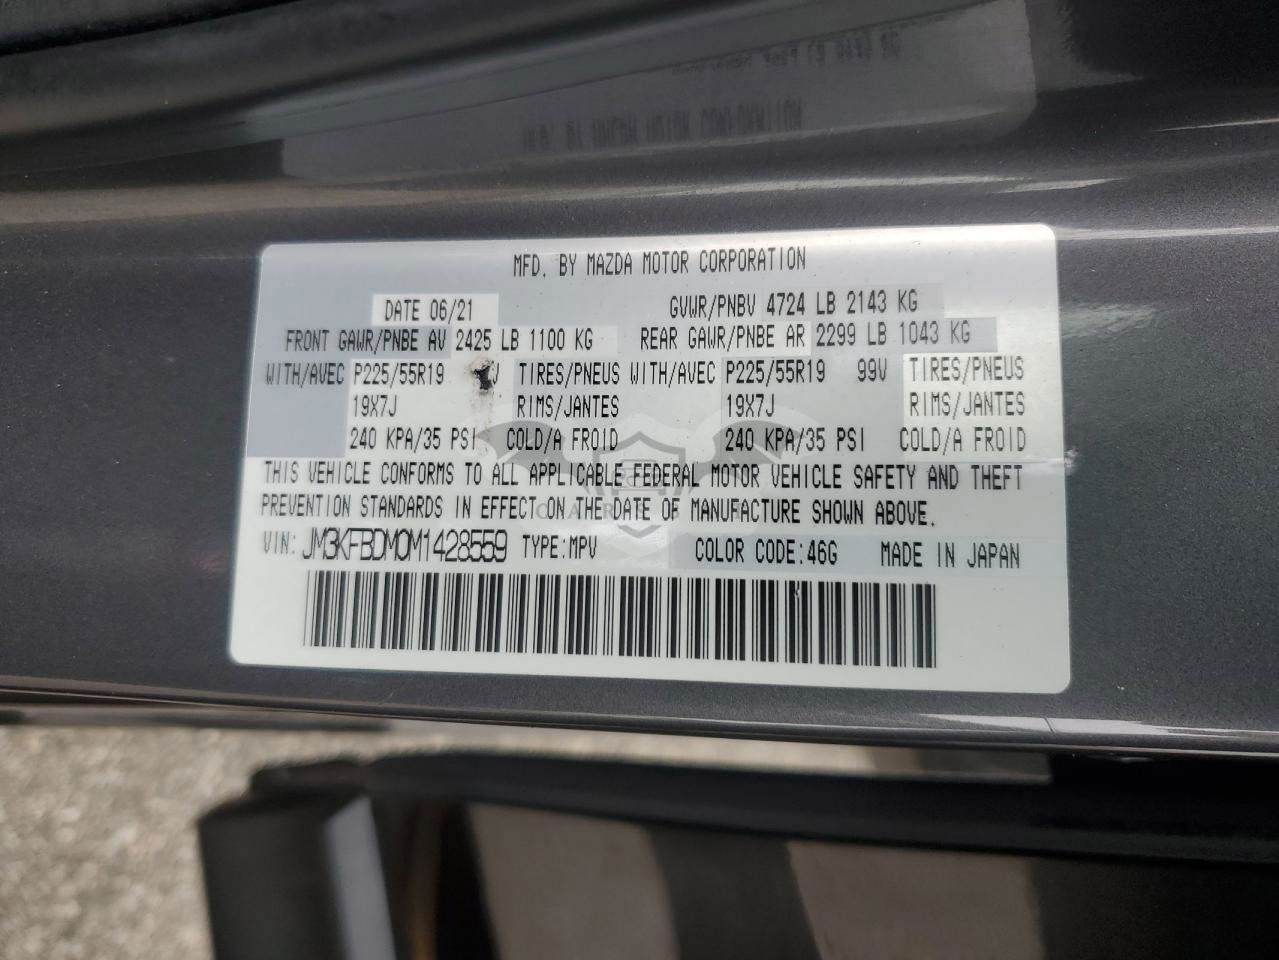 MFD. BY MAZDA MOTOR CORPORATION
DATE 06/21 GVWR/PNBV 4724 LB 2143 KG
FRONT GAWR/PNBE AV 2425 LB 1100 KG REAR GAWR/PNBE AR 2299 LB 1043 KG
WITH/AVEC P225/55R19 TIRES/PNEUS WITH/AVEC P225/55R19 99V TIRES/PNEUS
19X7J RIMS/JANTES 19X7J RIMS/JANTES
240 KPA/35 PSI COLD/A FROID 240 KPA/35 PSI COLD/A FROID
THIS VEHICLE CONFORMS TO ALL APPLICABLE FEDERAL MOTOR VEHICLE SAFETY AND THEFT
PREVENTION STANDARDS IN EFFECT ON THE DATE OF MANUFACTURE SHOWN ABOVE.
VIN: JM3KFBDM0M1428559 TYPE:MPV COLOR CODE:46G MADE IN JAPAN